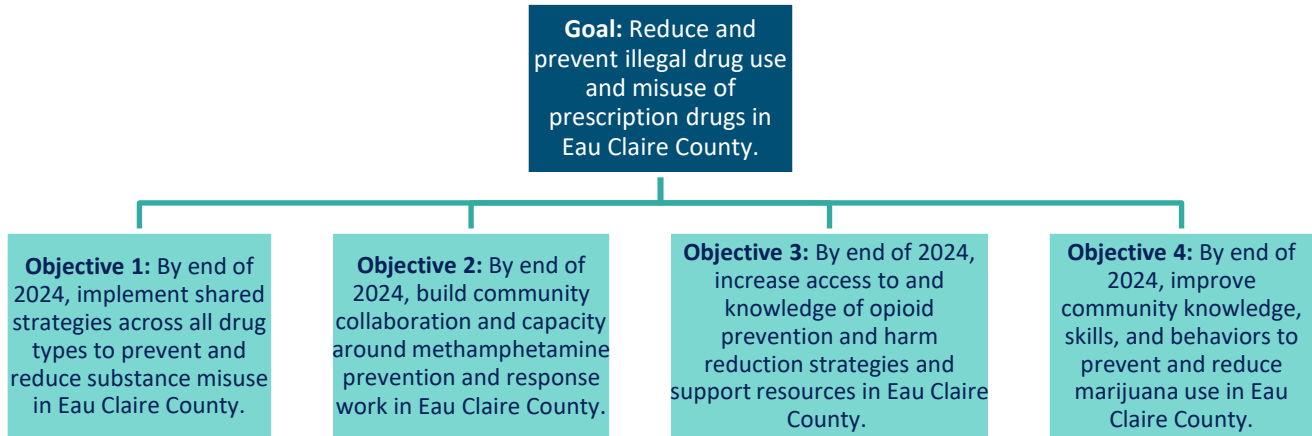 Goal: Reduce and
prevent illegal drug use
and misuse of
prescription drugs in
Eau Claire County.
Objective 1: By end of
2024, implement shared
strategies across all drug
types to prevent and
reduce substance misuse
in Eau Claire County.
Objective 2: By end of
2024, build community
collaboration and capacity
around methamphetamine
prevention and response
work in Eau Claire County.
Objective 3: By end of 2024,
increase access to and
knowledge of opioid
prevention and harm
reduction strategies and
support resources in Eau Claire
County.
Objective 4: By end of
2024, improve
community knowledge,
skills, and behaviors to
prevent and reduce
marijuana use in Eau
Claire County.